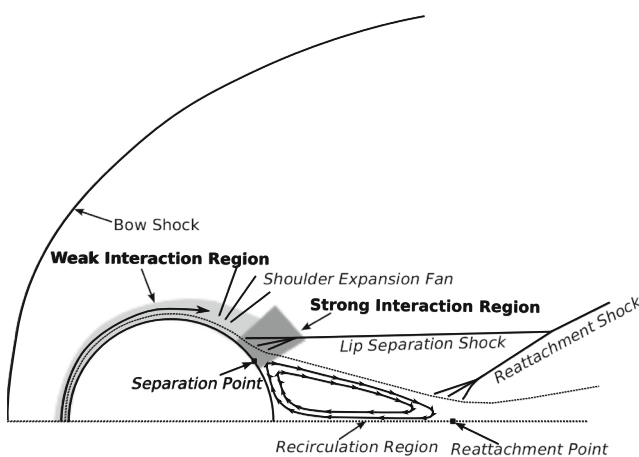 Bow Shock
Weak Interaction Region
Shoulder Expansion Fan
Strong Interaction Region
Lip Separation Shock
Reattachment Shock
Separation Point
Recirculation Region
Reattachment Point